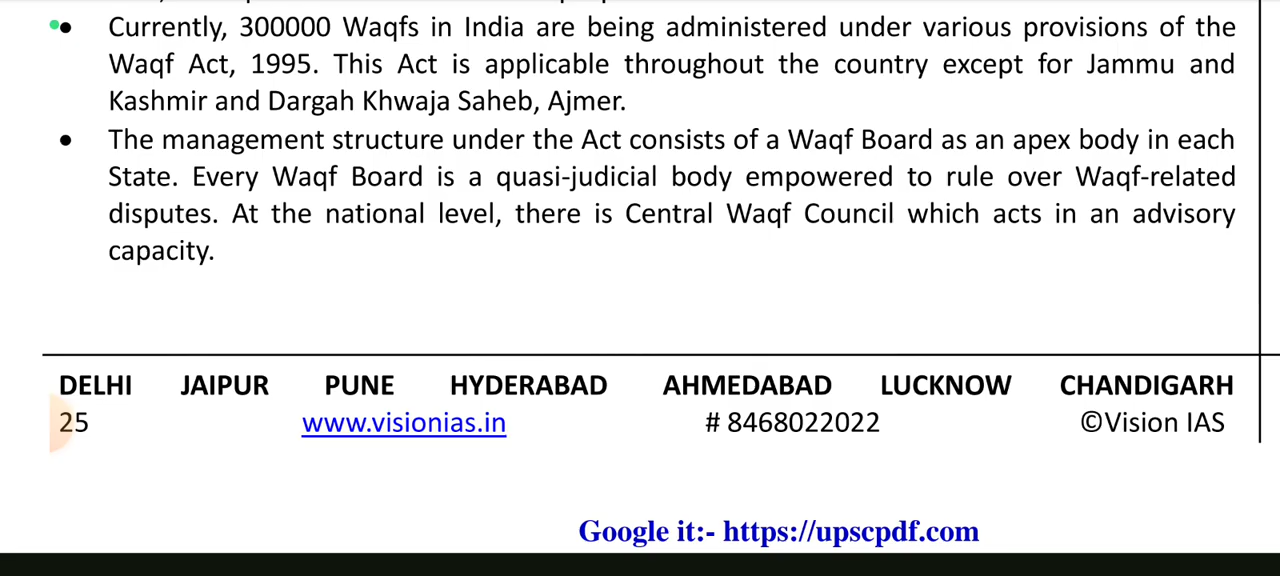 • Currently, 300000 Waqfs in India are being administered under various provisions of the
Waqf Act, 1995. This Act is applicable throughout the country except for Jammu and
Kashmir and Dargah Khwaja Saheb, Ajmer.
• The management structure under the Act consists of a Waqf Board as an apex body in each
State. Every Waqf Board is a quasi-judicial body empowered to rule over Waqf-related
disputes. At the national level, there is Central Waqf Council which acts in an advisory
capacity.
DELHI JAIPUR PUNE HYDERABAD AHMEDABAD LUCKNOW CHANDIGARH
25 www.visionias.in # 8468022022 ©Vision IAS
Google it:- https://upscpdf.com